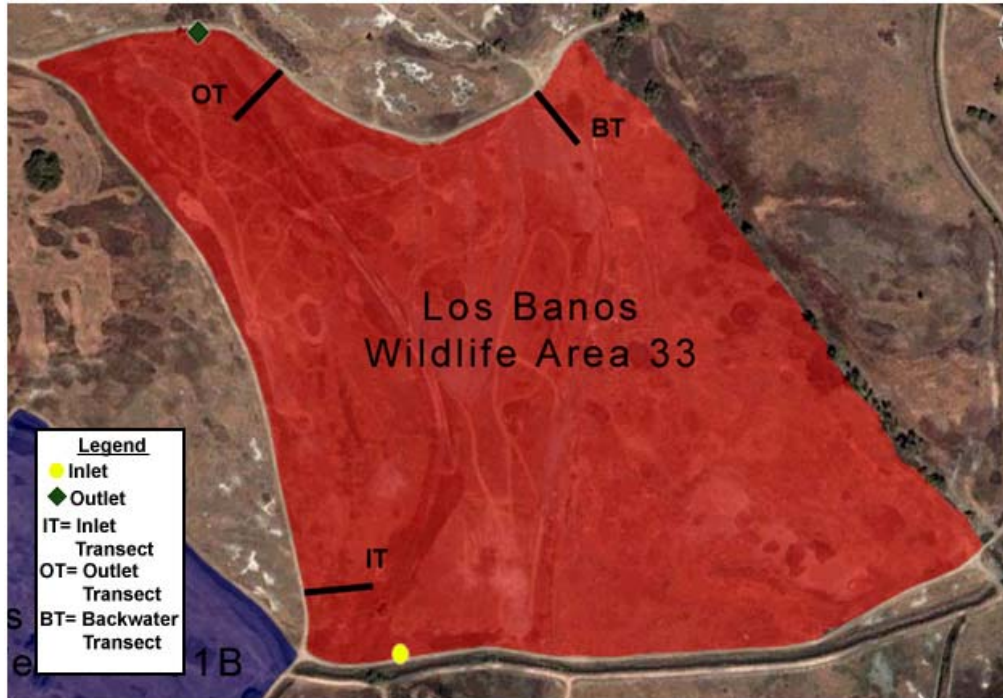 OT
BT
Los Banos
Wildlife Area 33
IT
Legend
Inlet
Outlet
IT= Inlet
Transect
OT= Outlet
Transect
BT= Backwater
Transect
1B